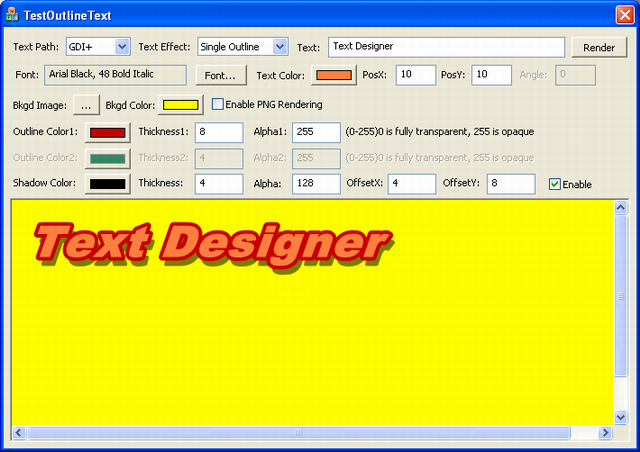 TestOutlineText
Text Path: GDI+ Text Effect: Single Outline Text: Text Designer Render
Font: Arial Black, 48 Bold Italic Font... Text Color: PosX: 10 PosY: 10 Angle: 0
Bkgd Image: ... Bkgd Color: Enable PNG Rendering
Outline Color1: Thickness1: 8 Alpha1: 255 (0-255)0 is fully transparent, 255 is opaque
Outline Color2: Thickness2: 4 Alpha2: 255 (0-255)0 is fully transparent, 255 is opaque
Shadow Color: Thickness: 4 Alpha: 128 OffsetX: 4 OffsetY: 8 Enable
Text Designer